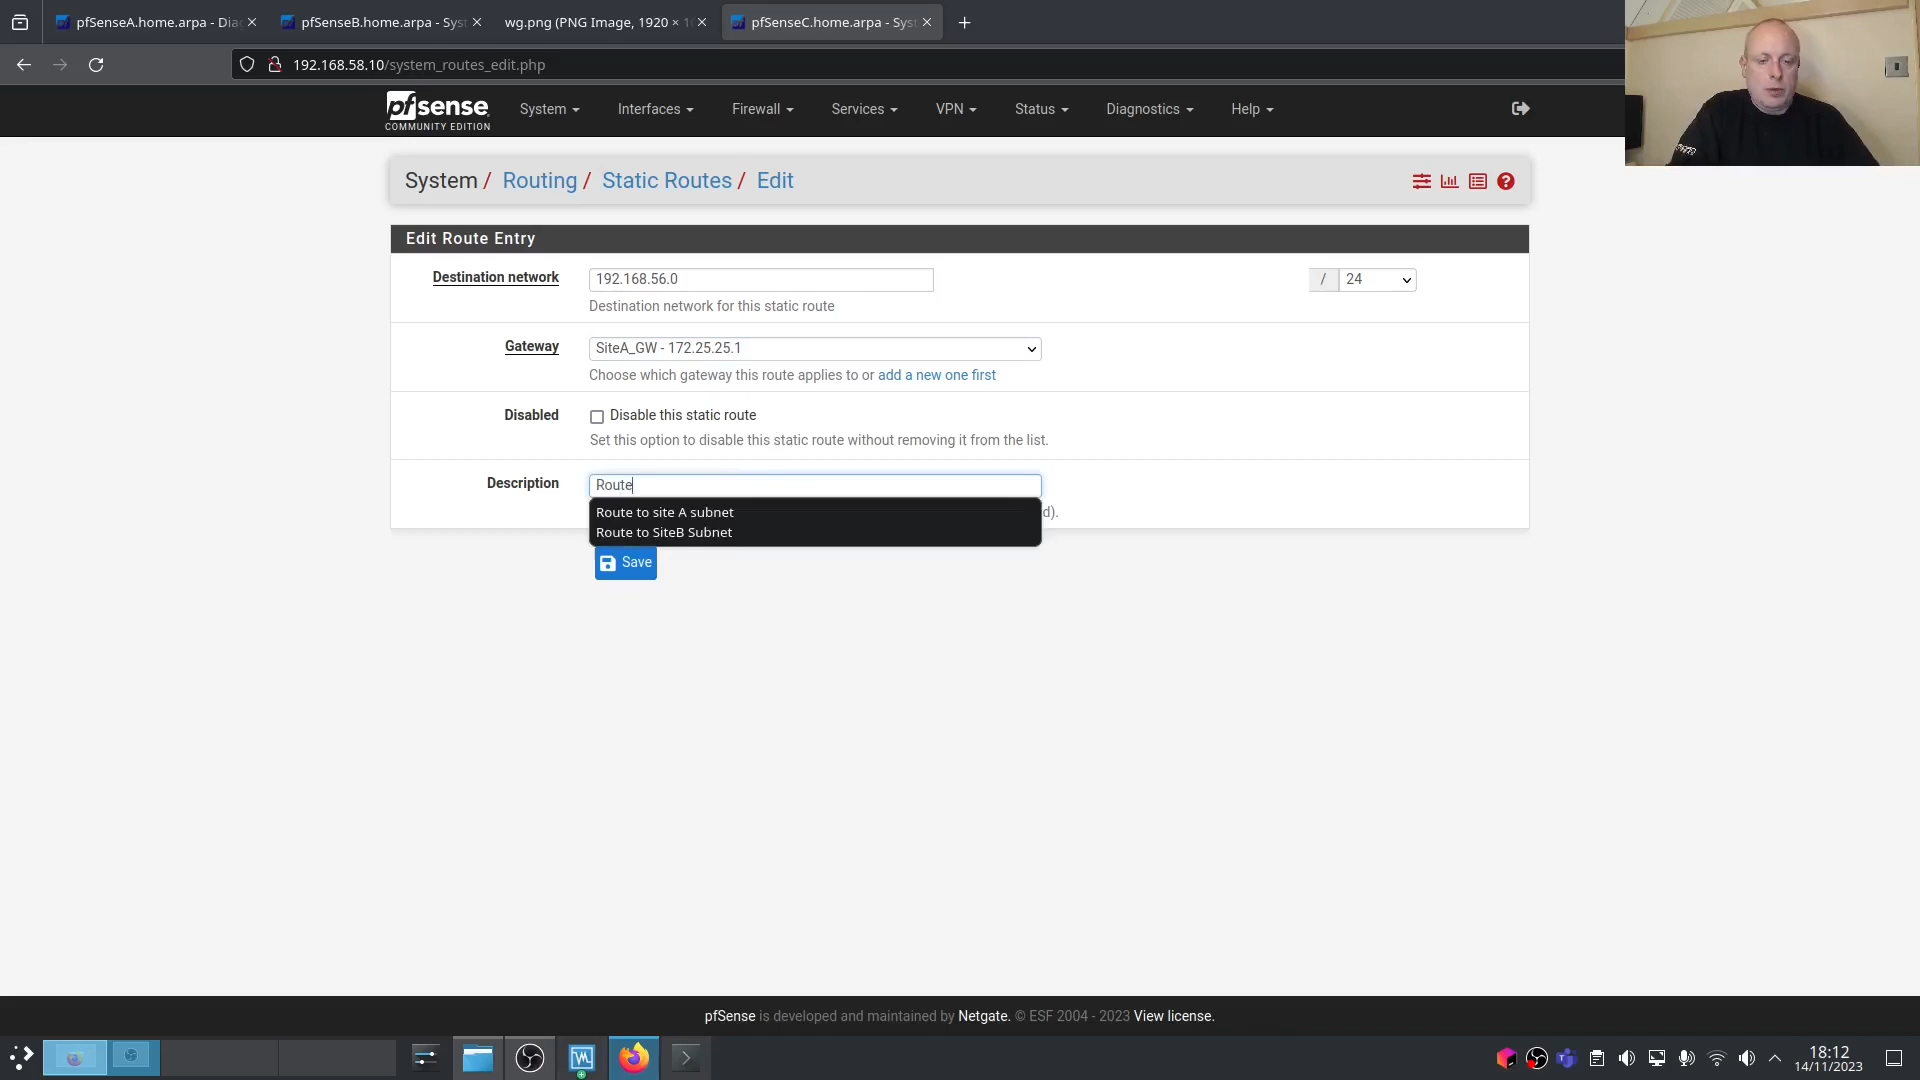 pfSenseA.home.arpa - Dia
pfSenseB.home.arpa - Syst
wg.png (PNG Image, 1920 × 1
pfSenseC.home.arpa - Syst
192.168.58.10/system_routes_edit.php
pfsense
COMMUNITY EDITION
System
Interfaces
Firewall
Services
VPN
Status
Diagnostics
Help
System / Routing / Static Routes / Edit
Edit Route Entry
Destination network
192.168.56.0
/
24
Destination network for this static route
Gateway
SiteA_GW - 172.25.25.1
Choose which gateway this route applies to or add a new one first
Disabled
Disable this static route
Set this option to disable this static route without removing it from the list.
Description
Route
d).
Route to site A subnet
Route to SiteB Subnet
Save
pfSense is developed and maintained by Netgate. © ESF 2004 - 2023 View license.
18:12
14/11/2023